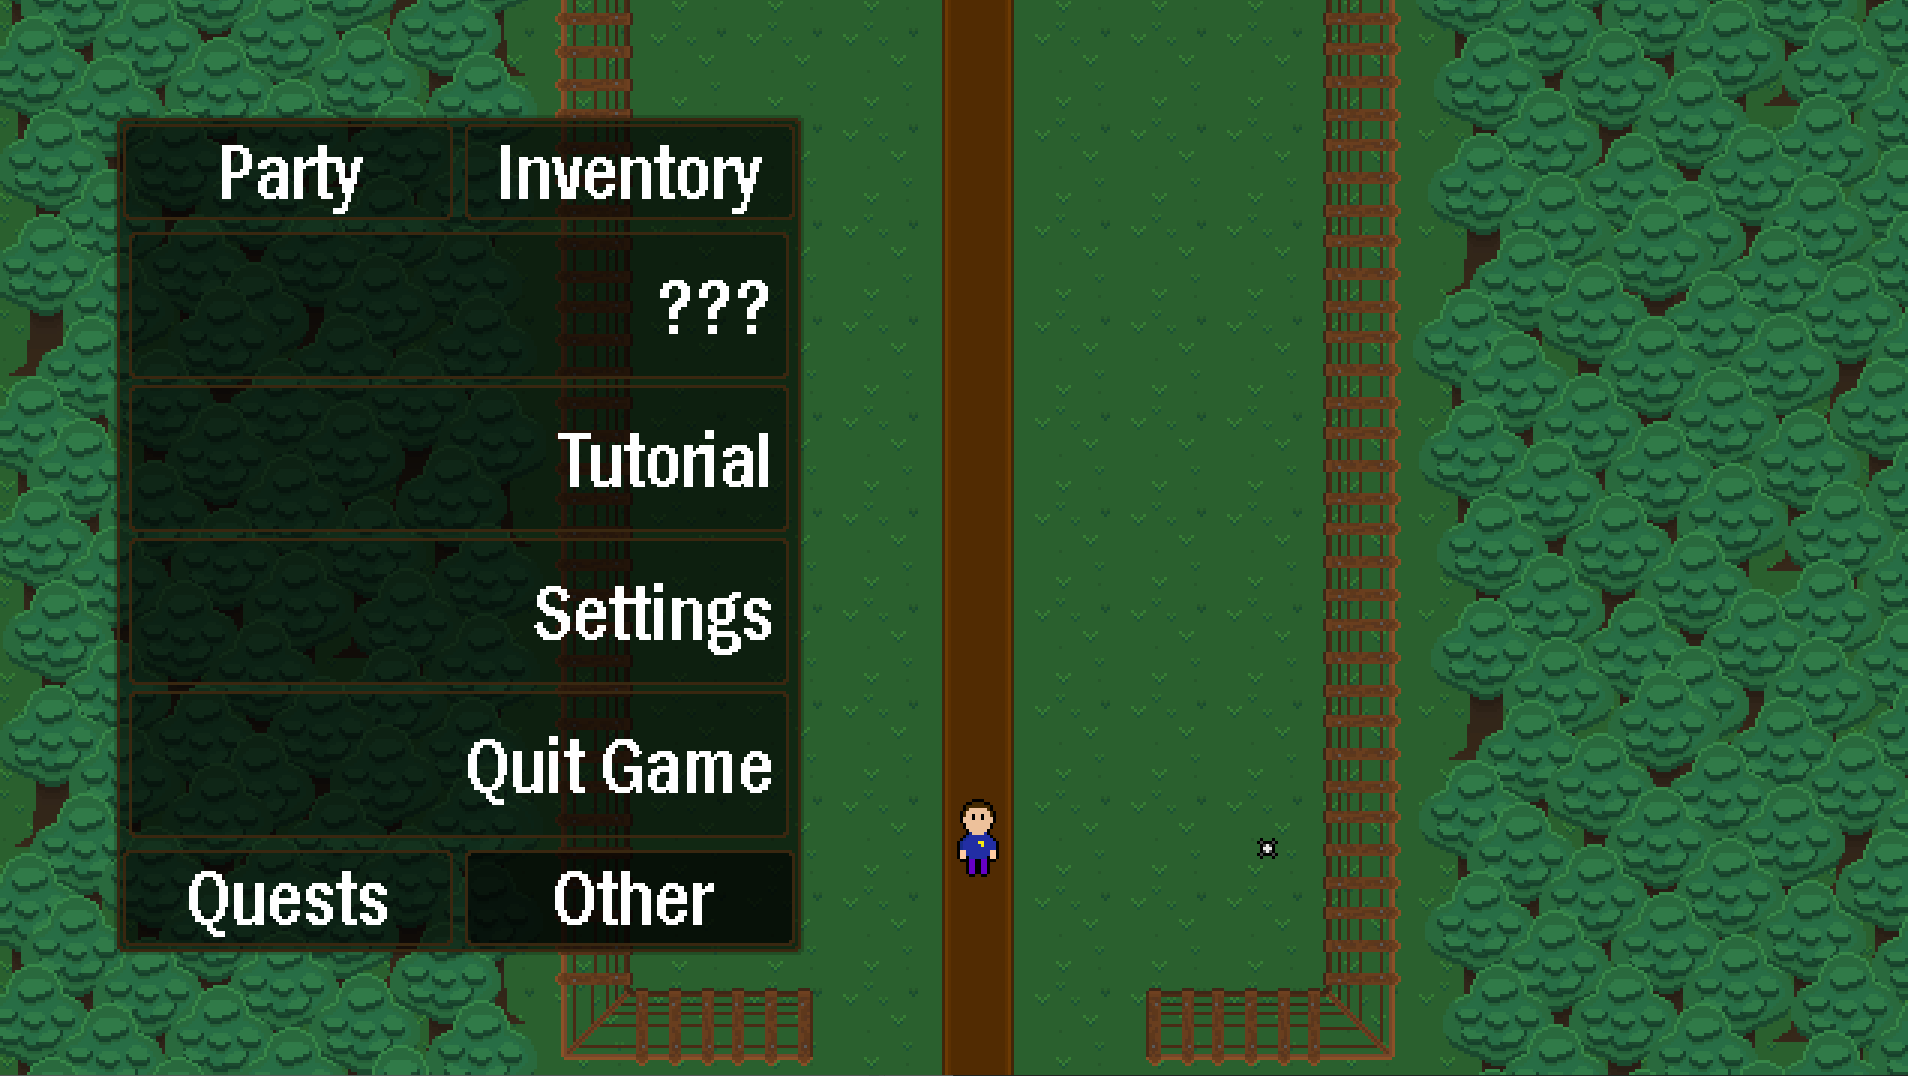 Party Inventory
???
Tutorial
Settings
Quit Game
Quests Other